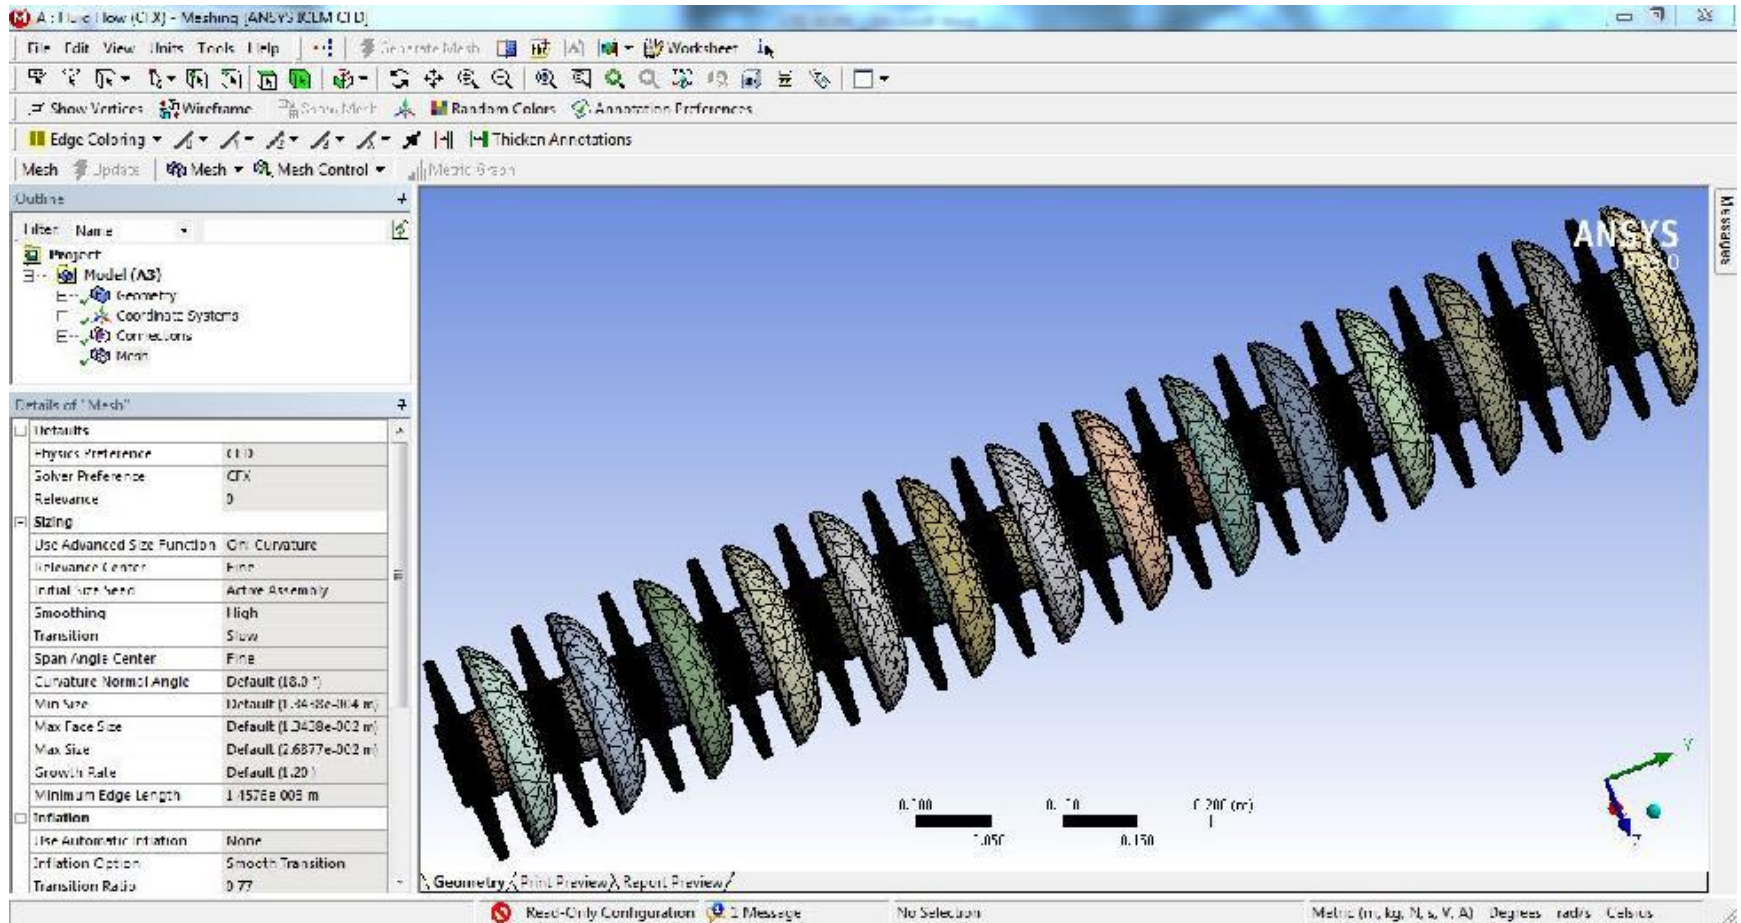 A : Fluid Flow (CFX) - Meshing [ANSYS ICEM CFD]
File Edit View Units Tools Help Generate Mesh Worksheet
Show Vertices Wireframe Show Mesh Random Colors Annotation Preferences
Edge Coloring Thicken Annotations
Mesh Update Mesh Mesh Control Metric Graph
Outline
Filter: Name
Project
Model (A3)
Geometry
Coordinate Systems
Connections
Mesh
Details of "Mesh"
Defaults
Physics Preference CFD
Solver Preference CFX
Relevance 0
Sizing
Use Advanced Size Function On: Curvature
Relevance Center Fine
Initial Size Seed Active Assembly
Smoothing High
Transition Slow
Span Angle Center Fine
Curvature Normal Angle Default (18.0 °)
Min Size Default (1.3438e-004 m)
Max Face Size Default (1.3438e-002 m)
Max Size Default (2.6877e-002 m)
Growth Rate Default (1.20 )
Minimum Edge Length
Inflation
Use Automatic Inflation None
Inflation Option Smooth Transition
Transition Ratio 0.77
ANSYS
Messages
Y
Z
0.000 0.200 (m)
0.050 0.150
Geometry Print Preview Report Preview
Read-Only Configuration 1 Message No Selection Metric (m, kg, N, s, V, A) Degrees rad/s Celsius